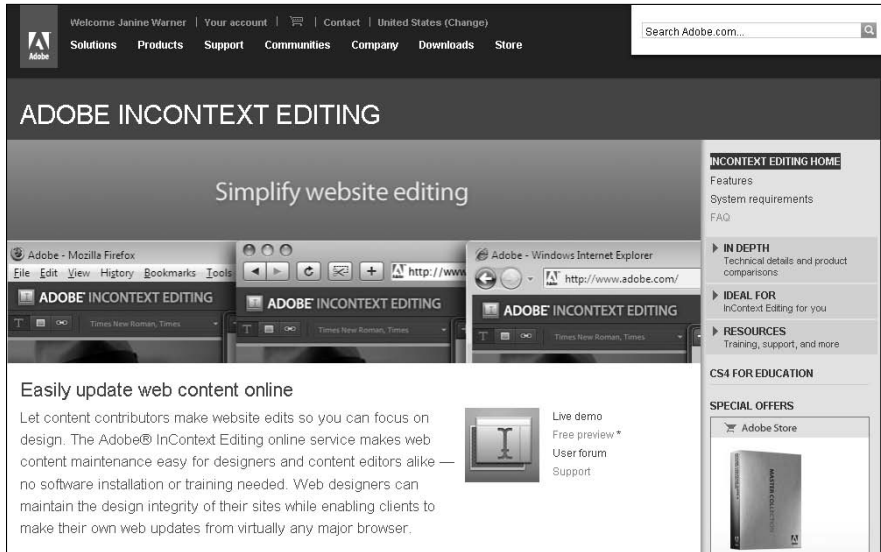 Welcome Janine Warner | Your account | | Contact | United States (Change)
Adobe
Solutions Products Support Communities Company Downloads Store
Search Adobe.com...
ADOBE INCONTEXT EDITING
Simplify website editing
Adobe - Mozilla Firefox
File Edit View History Bookmarks Tools
ADOBE INCONTEXT EDITING
T Times New Roman, Times
http://www
ADOBE INCONTEXT EDITING
T Times New Roman, Times
Adobe - Windows Internet Explorer
http://www.adobe.com/
ADOBE INCONTEXT EDITING
T Times New Roman, Times
Easily update web content online
Let content contributors make website edits so you can focus on
design. The Adobe® InContext Editing online service makes web
content maintenance easy for designers and content editors alike —
no software installation or training needed. Web designers can
maintain the design integrity of their sites while enabling clients to
make their own web updates from virtually any major browser.
Live demo
Free preview *
User forum
Support
INCONTEXT EDITING HOME
Features
System requirements
FAQ
IN DEPTH
Technical details and product
comparisons
IDEAL FOR
InContext Editing for you
RESOURCES
Training, support, and more
CS4 FOR EDUCATION
SPECIAL OFFERS
Adobe Store
MASTER COLLECTION